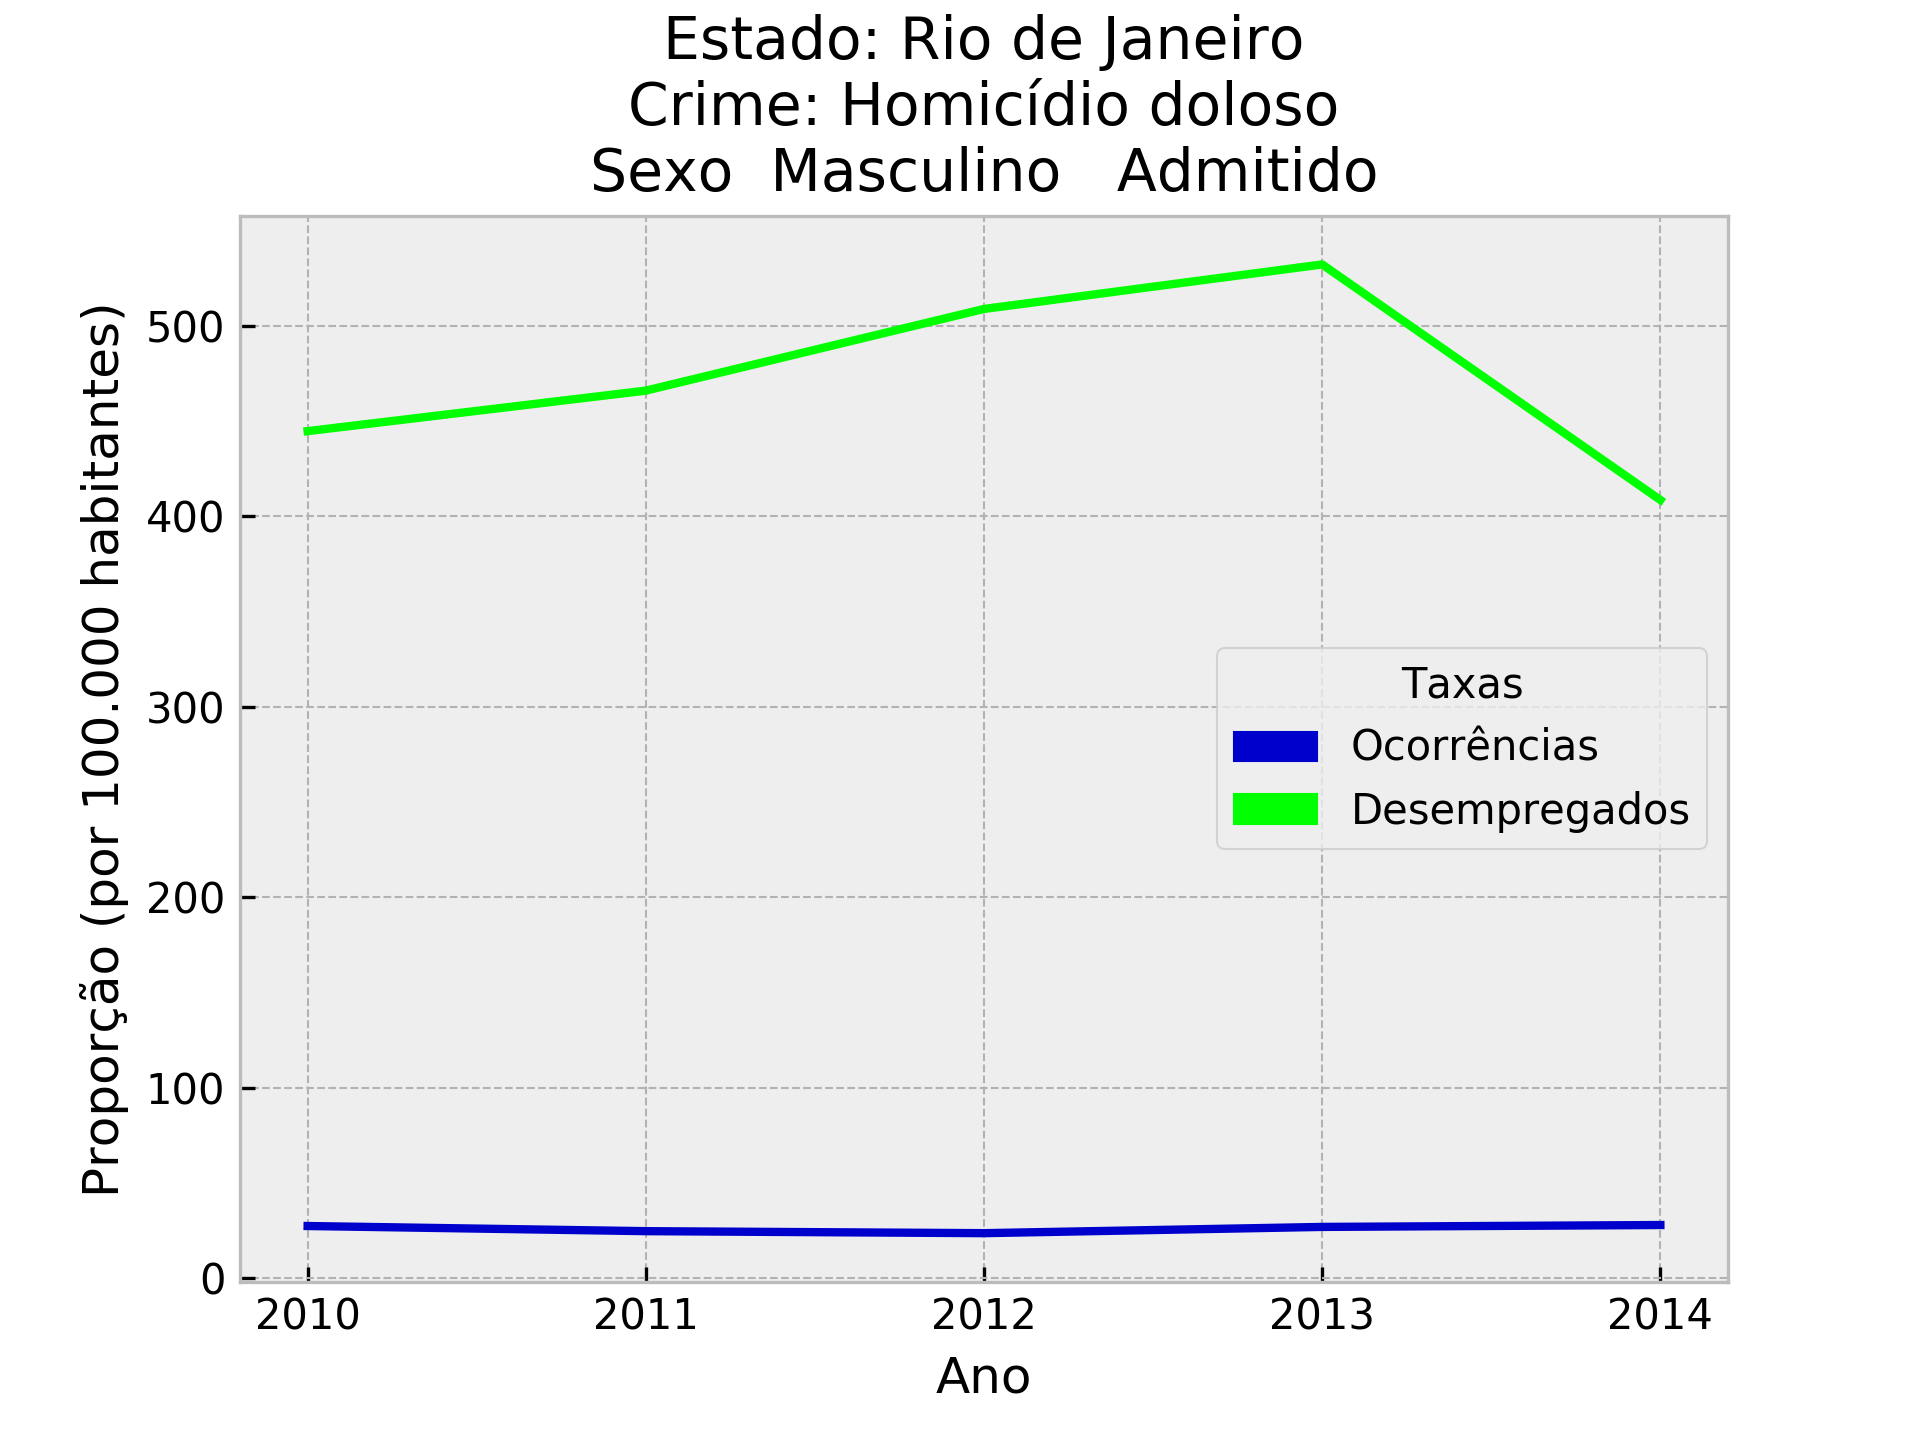 Estado: Rio de Janeiro
Crime: Homicídio doloso
Sexo  Masculino   Admitido
Proporção (por 100.000 habitantes)
500
400
300
200
100
0
Taxas
Ocorrências
Desempregados
2010 2011 2012 2013 2014
Ano